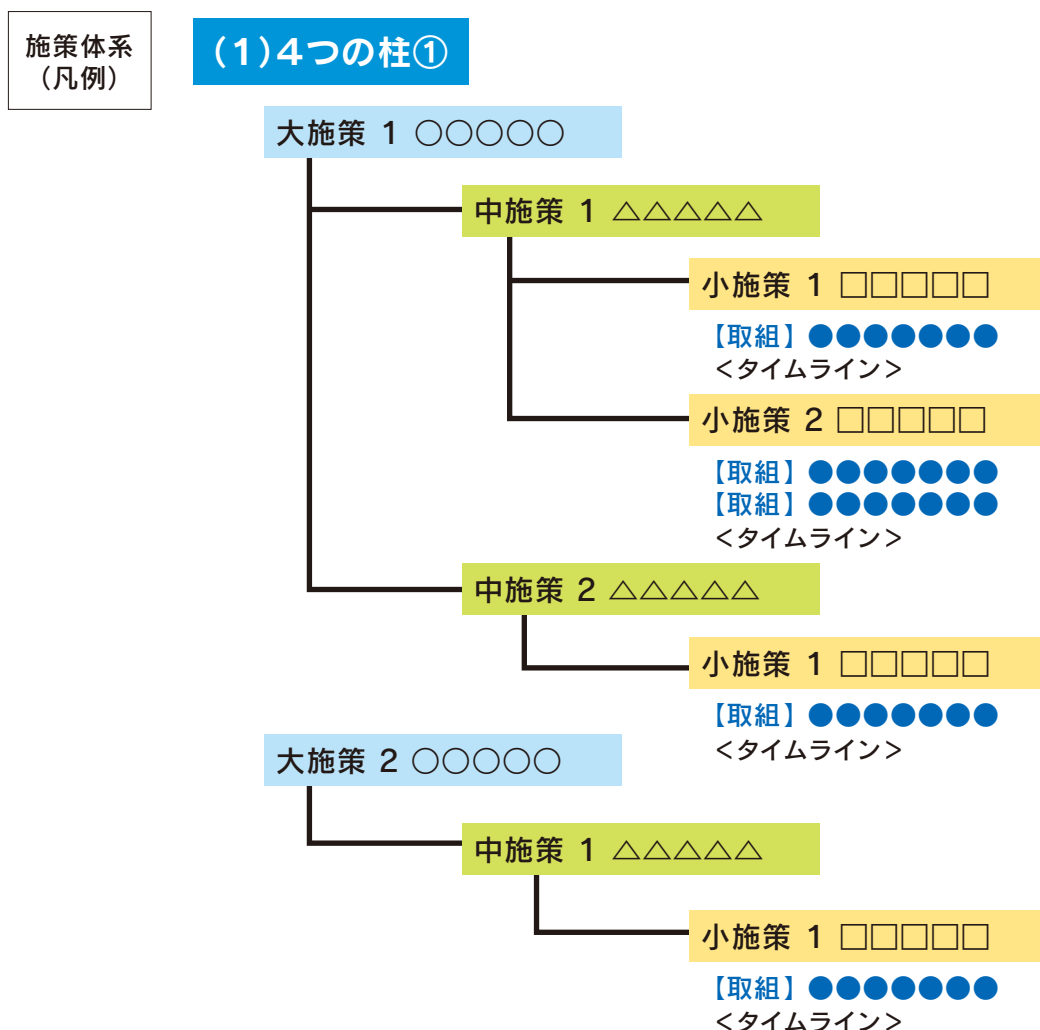 施策体系
(凡例)
(1)4つの柱①
大施策 1 ○○○○○
中施策 1 △△△△△
小施策 1 □□□□□
【取組】●●●●●●●
<タイムライン>
小施策 2 □□□□□
【取組】●●●●●●●
【取組】●●●●●●●
<タイムライン>
中施策 2 △△△△△
小施策 1 □□□□□
【取組】●●●●●●●
<タイムライン>
大施策 2 ○○○○○
中施策 1 △△△△△
小施策 1 □□□□□
【取組】●●●●●●●
<タイムライン>